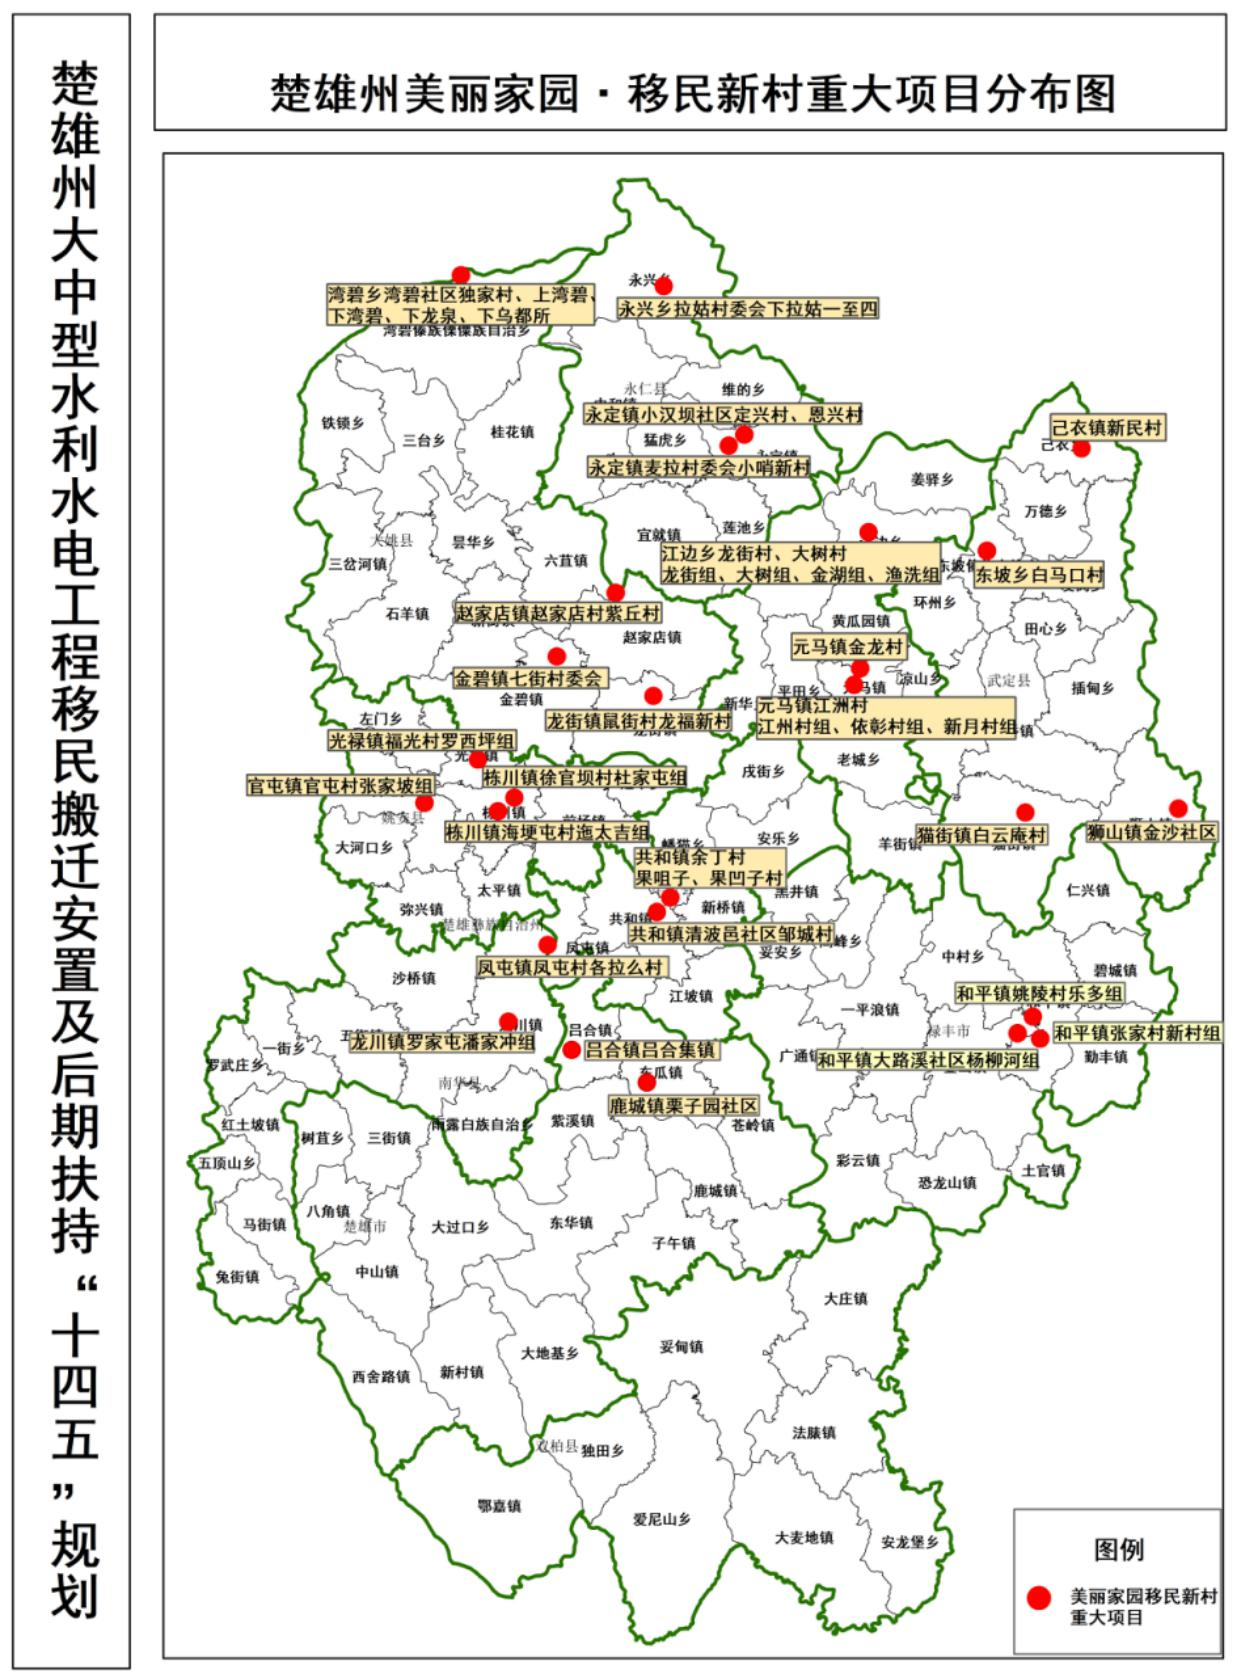 楚雄州大中型水利水电工程移民搬迁安置及后期扶持“十四五”规划
楚雄州美丽家园·移民新村重大项目分布图
湾碧乡湾碧社区独家村、上湾碧、
下湾碧、下龙泉、下乌都所
湾碧傣族傈僳族自治乡
永兴乡
永兴乡拉姑村委会下拉姑一至四
永仁县
维的乡
永定镇小汉坝社区定兴村、恩兴村
猛虎乡
永定镇麦拉村委会小哨新村
铁锁乡
三台乡
桂花镇
己衣镇新民村
姜驿乡
万德乡
宜就镇
莲池乡
大姚县
昙华乡
六苴镇
三岔河镇
江边乡龙街村、大树村
龙街组、大树组、金湖组、渔洗组
东坡乡白马口村
环州乡
石羊镇
赵家店镇赵家店村紫丘村
赵家店镇
黄瓜园镇
田心乡
元马镇金龙村
金碧镇七街村委会
金碧镇
凉山乡
武定县
插甸乡
平田乡
元马镇江洲村
江州村组、依彰村组、新月村组
龙街镇鼠街村龙福新村
左门乡
光禄镇福光村罗西坪组
老城乡
戌街乡
官屯镇官屯村张家坡组
栋川镇徐官坝村杜家屯组
姚安县
栋川镇海埂屯村迤太吉组
前场镇
安乐乡
羊街镇
猫街镇白云庵村
狮山镇金沙社区
大河口乡
共和镇余丁村
果咀子、果凹子村
太平镇
弥兴镇
黑井镇
仁兴镇
新桥镇
共和镇
共和镇清波邑社区邹城村
楚雄彝族自治州
凤屯镇
凤屯镇凤屯村各拉么村
妥安乡
中村乡
碧城镇
沙桥镇
江坡镇
和平镇姚陵村乐多组
一平浪镇
禄丰市
和平镇张家村新村组
龙川镇罗家屯潘家冲组
吕合镇
吕合镇吕合集镇
一街乡
罗武庄乡
广通镇
和平镇大路溪社区杨柳河组
勤丰镇
东瓜镇
鹿城镇栗子园社区
南华县
红土坡镇
树苴乡
三街镇
雨露白族自治乡
紫溪镇
苍岭镇
五顶山乡
彩云镇
恐龙山镇
土官镇
八角镇
马街镇
楚雄市
大过口乡
东华镇
鹿城镇
子午镇
兔街镇
中山镇
大庄镇
妥甸镇
大地基乡
西舍路镇
新村镇
双柏县
独田乡
法脿镇
鄂嘉镇
爱尼山乡
大麦地镇
安龙堡乡
图例
美丽家园移民新村
重大项目